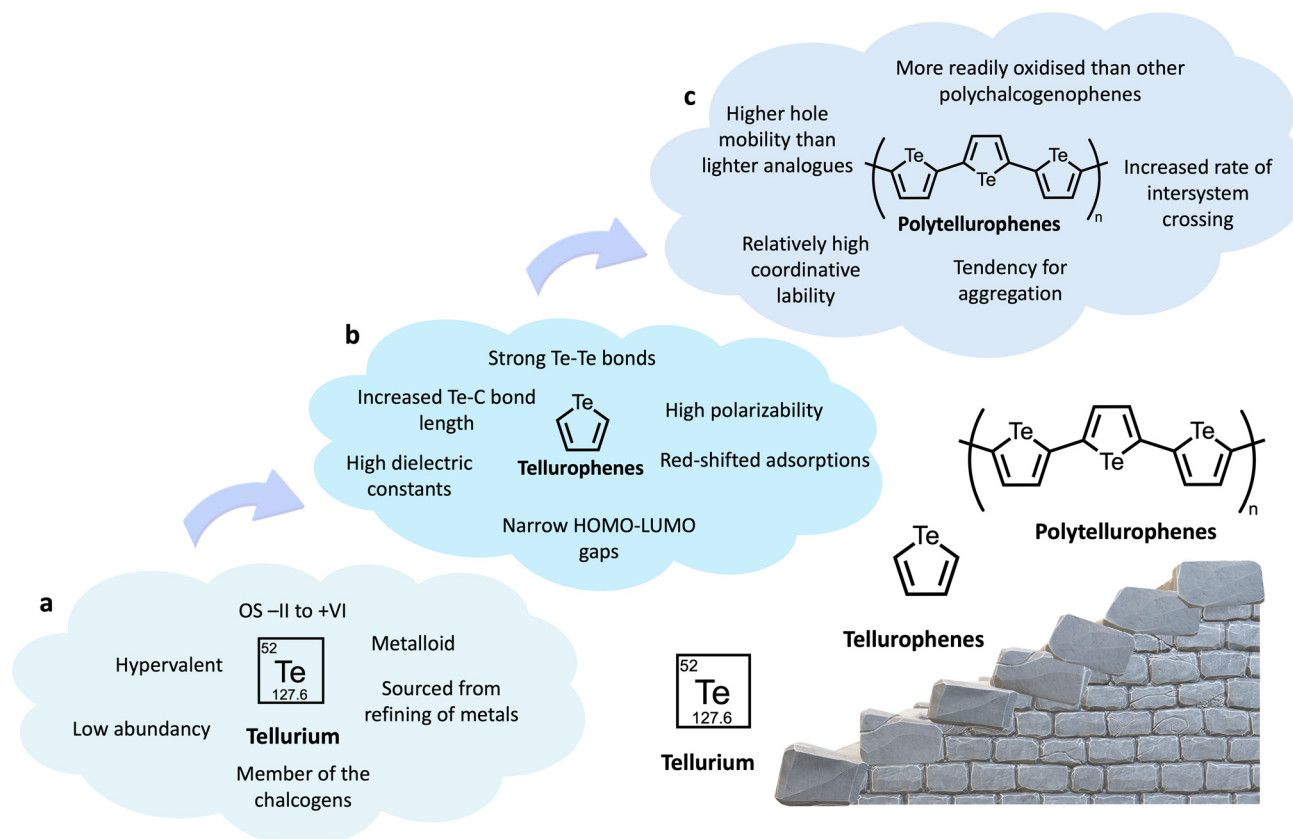 c
More readily oxidised than other
polychalcogenophenes
Higher hole
mobility than
lighter analogues
Te
Te
Te
n
Polytellurophenes
Increased rate of
intersystem
crossing
Relatively high
coordinative
lability
Tendency for
aggregation
b
Strong Te-Te bonds
Increased Te-C bond
length
Te
Tellurophenes
High polarizability
High dielectric
constants
Red-shifted adsorptions
Narrow HOMO-LUMO
gaps
a
OS –II to +VI
Hypervalent
52
Te
127.6
Tellurium
Metalloid
Sourced from
refining of metals
Low abundancy
Member of the
chalcogens
Te
Te
Te
n
Polytellurophenes
Te
Tellurophenes
52
Te
127.6
Tellurium